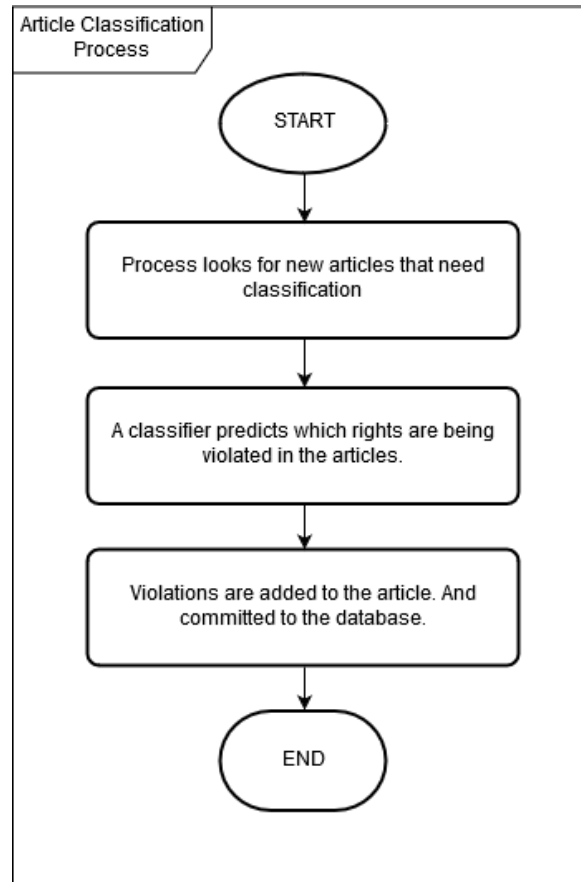 Article Classification
Process
START
Process looks for new articles that need
classification
A classifier predicts which rights are being
violated in the articles.
Violations are added to the article. And
committed to the database.
END